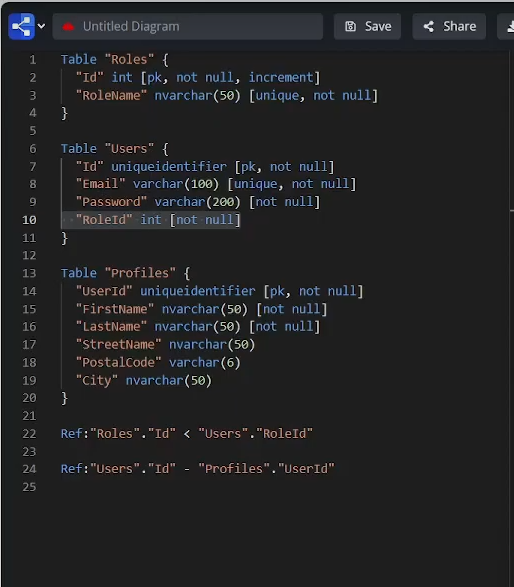 Untitled Diagram Save Share
1 Table "Roles" {
2 "Id" int [pk, not null, increment]
3 "RoleName" nvarchar(50) [unique, not null]
4 }
5
6 Table "Users" {
7 "Id" uniqueidentifier [pk, not null]
8 "Email" varchar(100) [unique, not null]
9 "Password" varchar(200) [not null]
10 "RoleId" int [not null]
11 }
12
13 Table "Profiles" {
14 "UserId" uniqueidentifier [pk, not null]
15 "FirstName" nvarchar(50) [not null]
16 "LastName" nvarchar(50) [not null]
17 "StreetName" nvarchar(50)
18 "PostalCode" varchar(6)
19 "City" nvarchar(50)
20 }
21
22 Ref:"Roles"."Id" < "Users"."RoleId"
23
24 Ref:"Users"."Id" - "Profiles"."UserId"
25